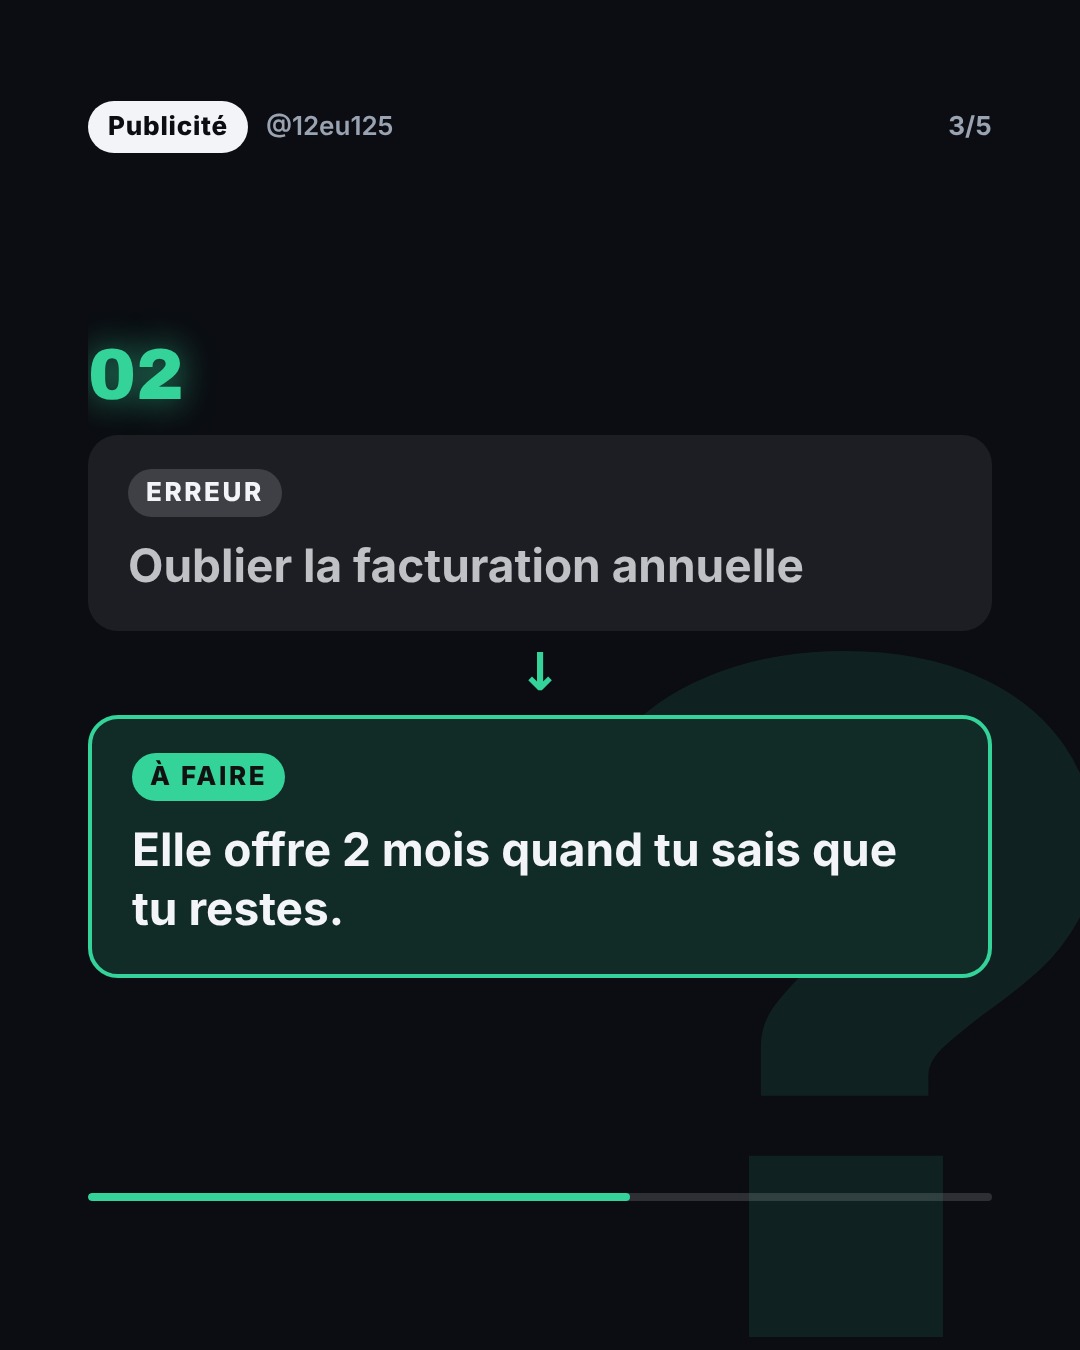 Publicité @12eu125 3/5
02
ERREUR
Oublier la facturation annuelle
↓
À FAIRE
Elle offre 2 mois quand tu sais que
tu restes.
?